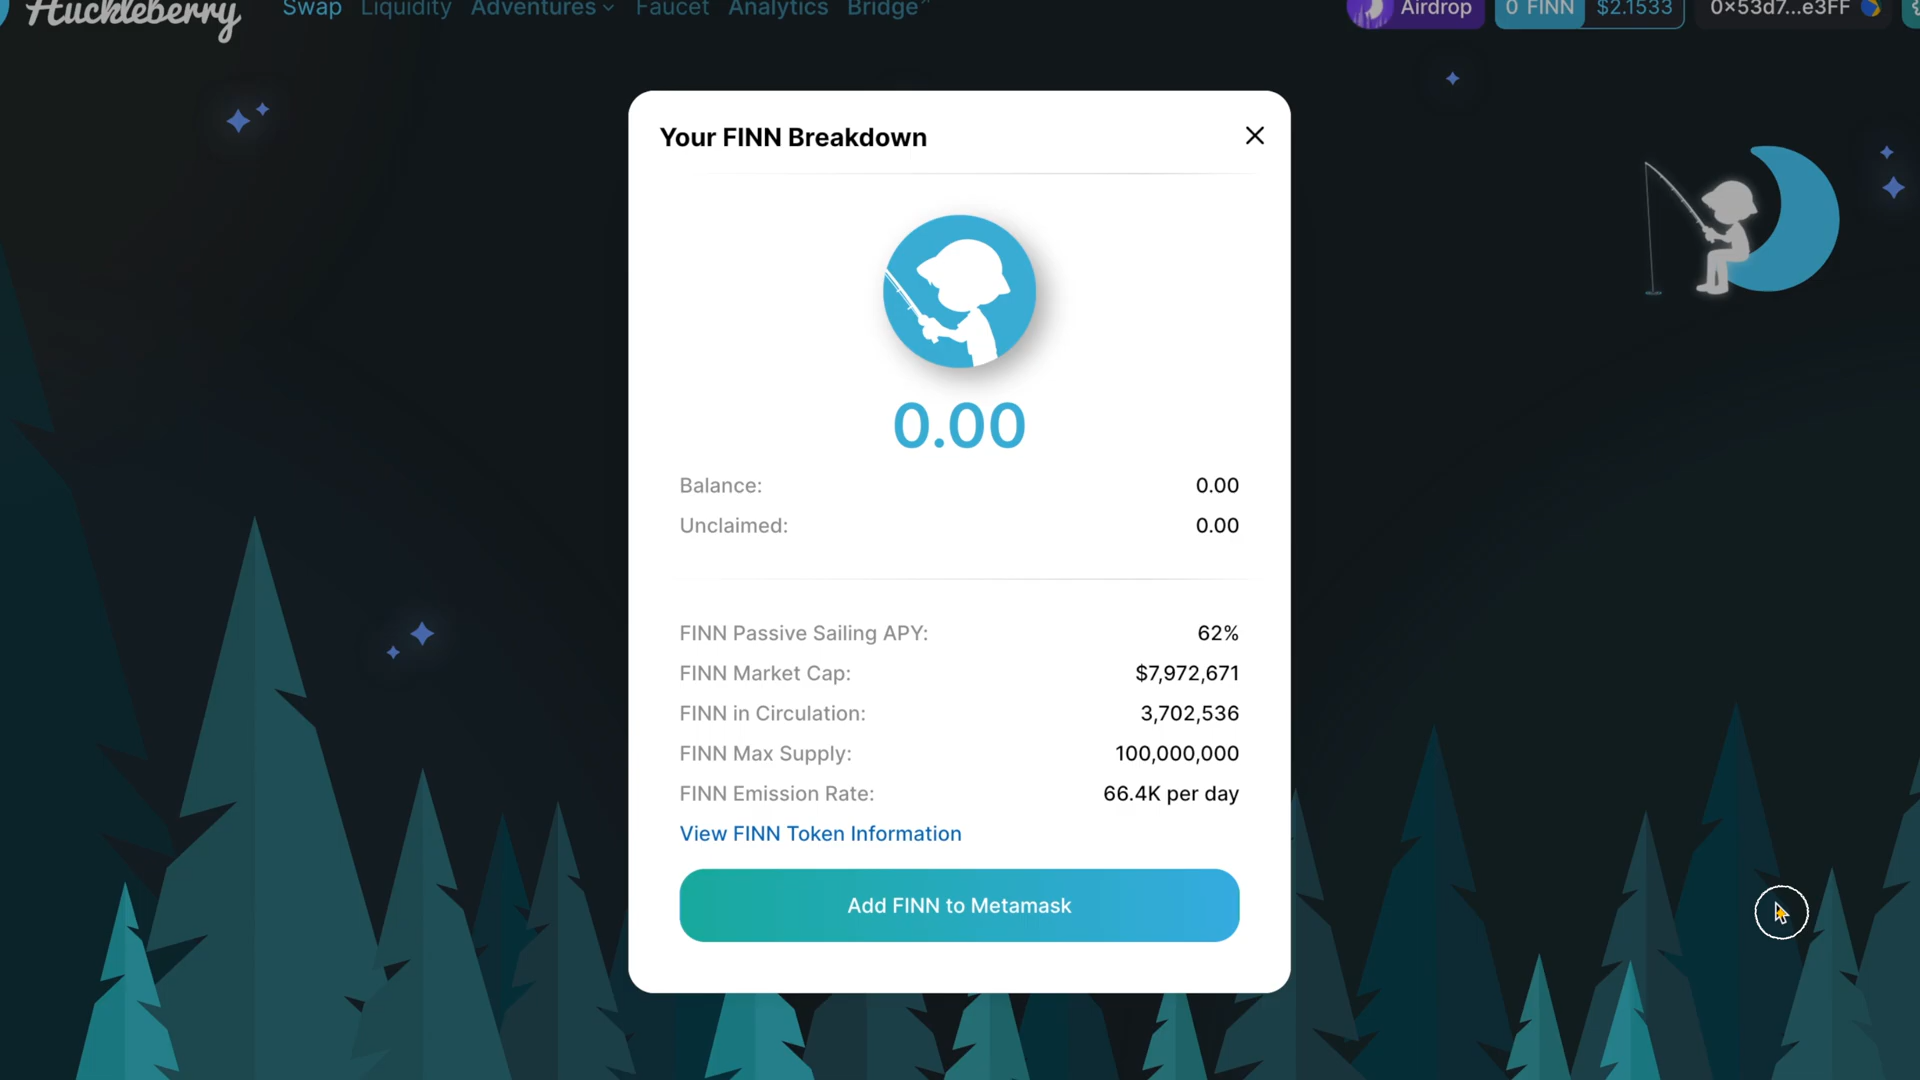 Huckleberry Swap Liquidity Adventures Faucet Analytics Bridge Airdrop 0 FINN $2.1533 0x53d7...e3FF
Your FINN Breakdown
0.00
Balance: 0.00
Unclaimed: 0.00
FINN Passive Sailing APY: 62%
FINN Market Cap: $7,972,671
FINN in Circulation: 3,702,536
FINN Max Supply: 100,000,000
FINN Emission Rate: 66.4K per day
View FINN Token Information
Add FINN to Metamask